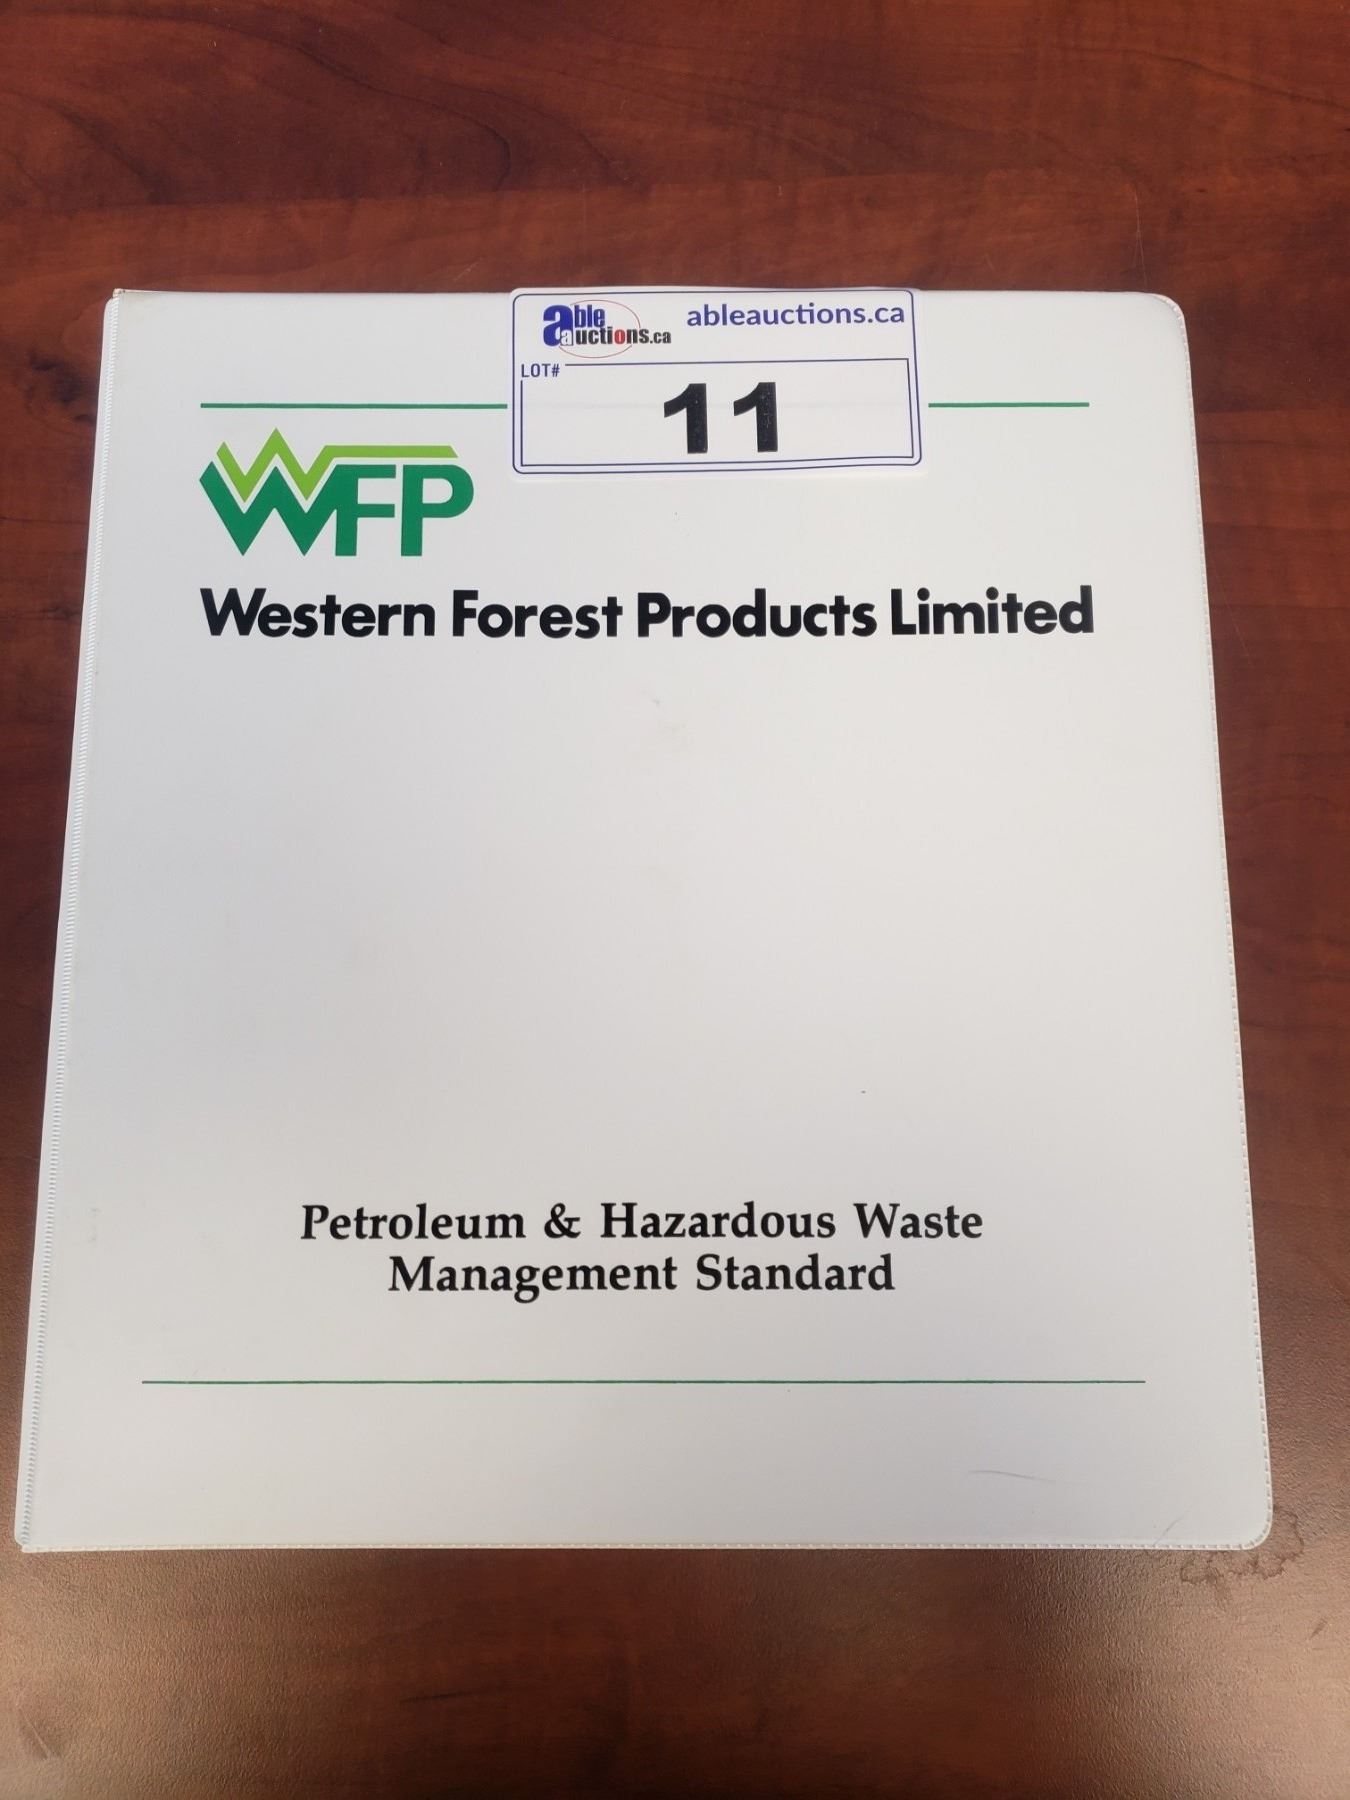 able
auctions.ca
ableauctions.ca
LOT#
11
WFP
Western Forest Products Limited
Petroleum & Hazardous Waste
Management Standard